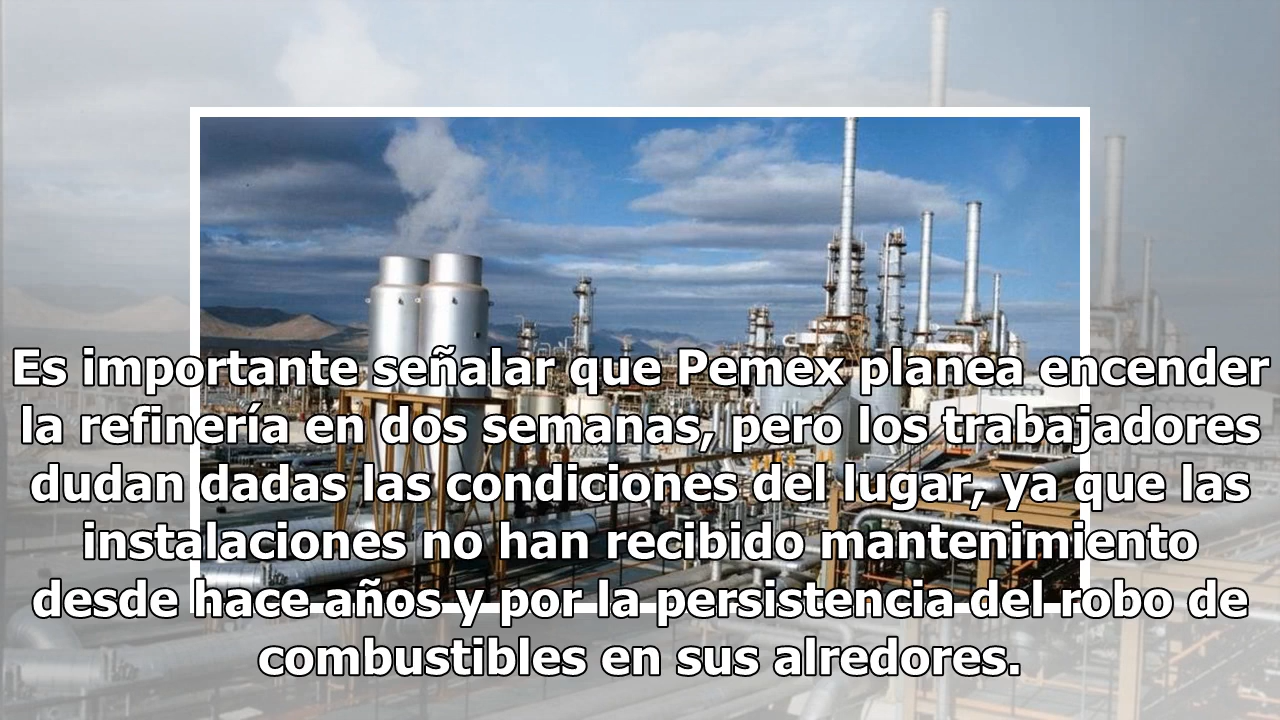 Es importante señalar que Pemex planea encender
la refinería en dos semanas, pero los trabajadores
dudan dadas las condiciones del lugar, ya que las
instalaciones no han recibido mantenimiento
desde hace años y por la persistencia del robo de
combustibles en sus alredores.